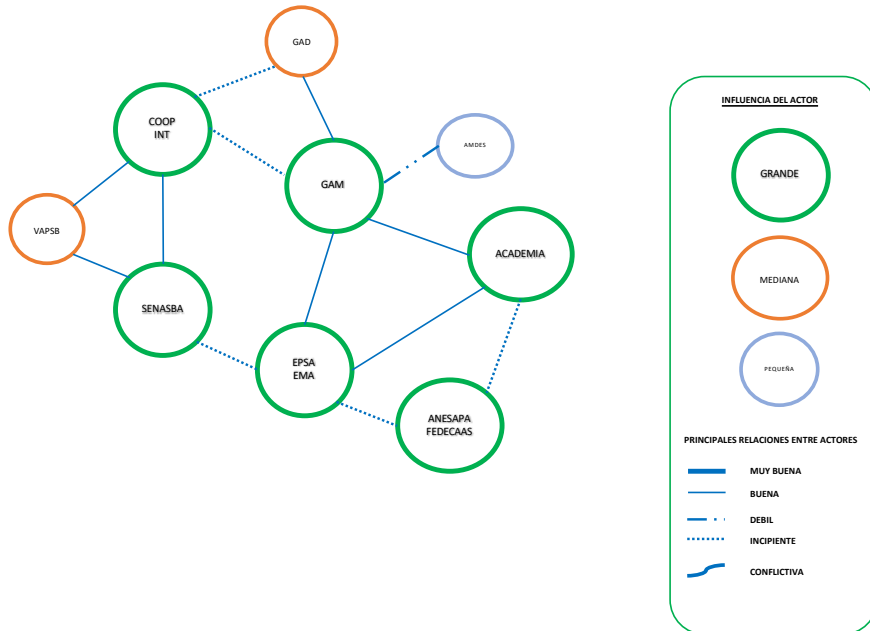 GAD
COOP
INT
GAM
AMDES
VAPSB
ACADEMIA
SENASBA
EPSA
EMA
ANESAPA
FEDECAAS
INFLUENCIA DEL ACTOR
GRANDE
MEDIANA
PEQUEÑA
PRINCIPALES RELACIONES ENTRE ACTORES
MUY BUENA
BUENA
DEBIL
INCIPIENTE
CONFLICTIVA